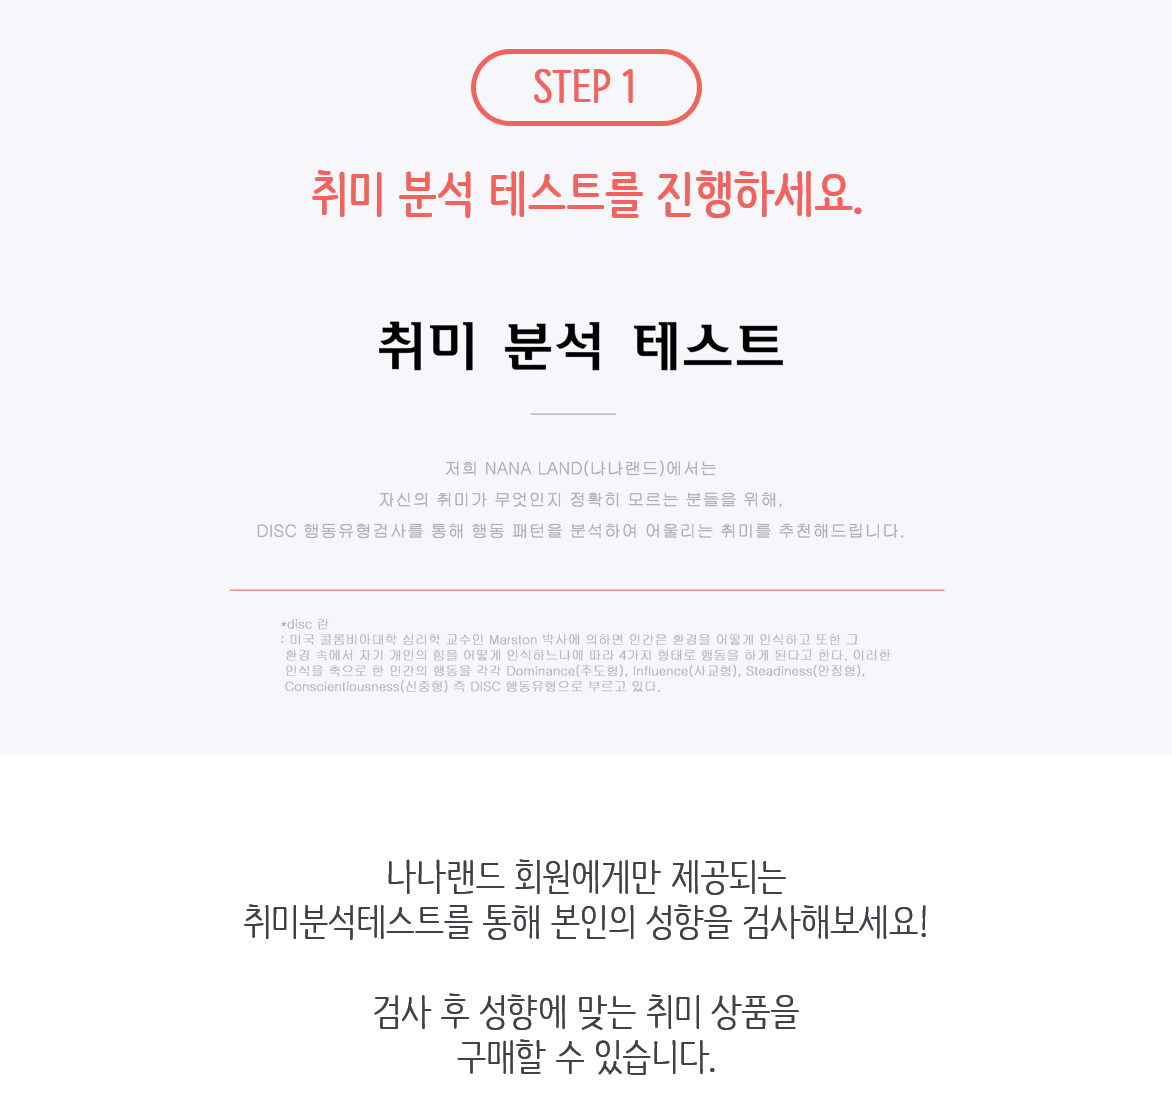 STEP 1
취미 분석 테스트를 진행하세요.
취미 분석 테스트
저희 NANA LAND(나나랜드)에서는
자신의 취미가 무엇인지 정확히 모르는 분들을 위해,
DISC 행동유형검사를 통해 행동 패턴을 분석하여 어울리는 취미를 추천해드립니다.
*disc 란
: 미국 콜롬비아대학 심리학 교수인 Marston 박사에 의하면 인간은 환경을 어떻게 인식하고 또한 그
환경 속에서 자기 개인의 힘을 어떻게 인식하느냐에 따라 4가지 형태로 행동을 하게 된다고 한다. 이러한
인식을 축으로 한 인간의 행동을 각각 Dominance(주도형), Influence(사교형), Steadiness(안정형),
Conscientiousness(신중형) 즉 DiSC 행동유형으로 부르고 있다.
나나랜드 회원에게만 제공되는
취미분석테스트를 통해 본인의 성향을 검사해보세요!
검사 후 성향에 맞는 취미 상품을
구매할 수 있습니다.